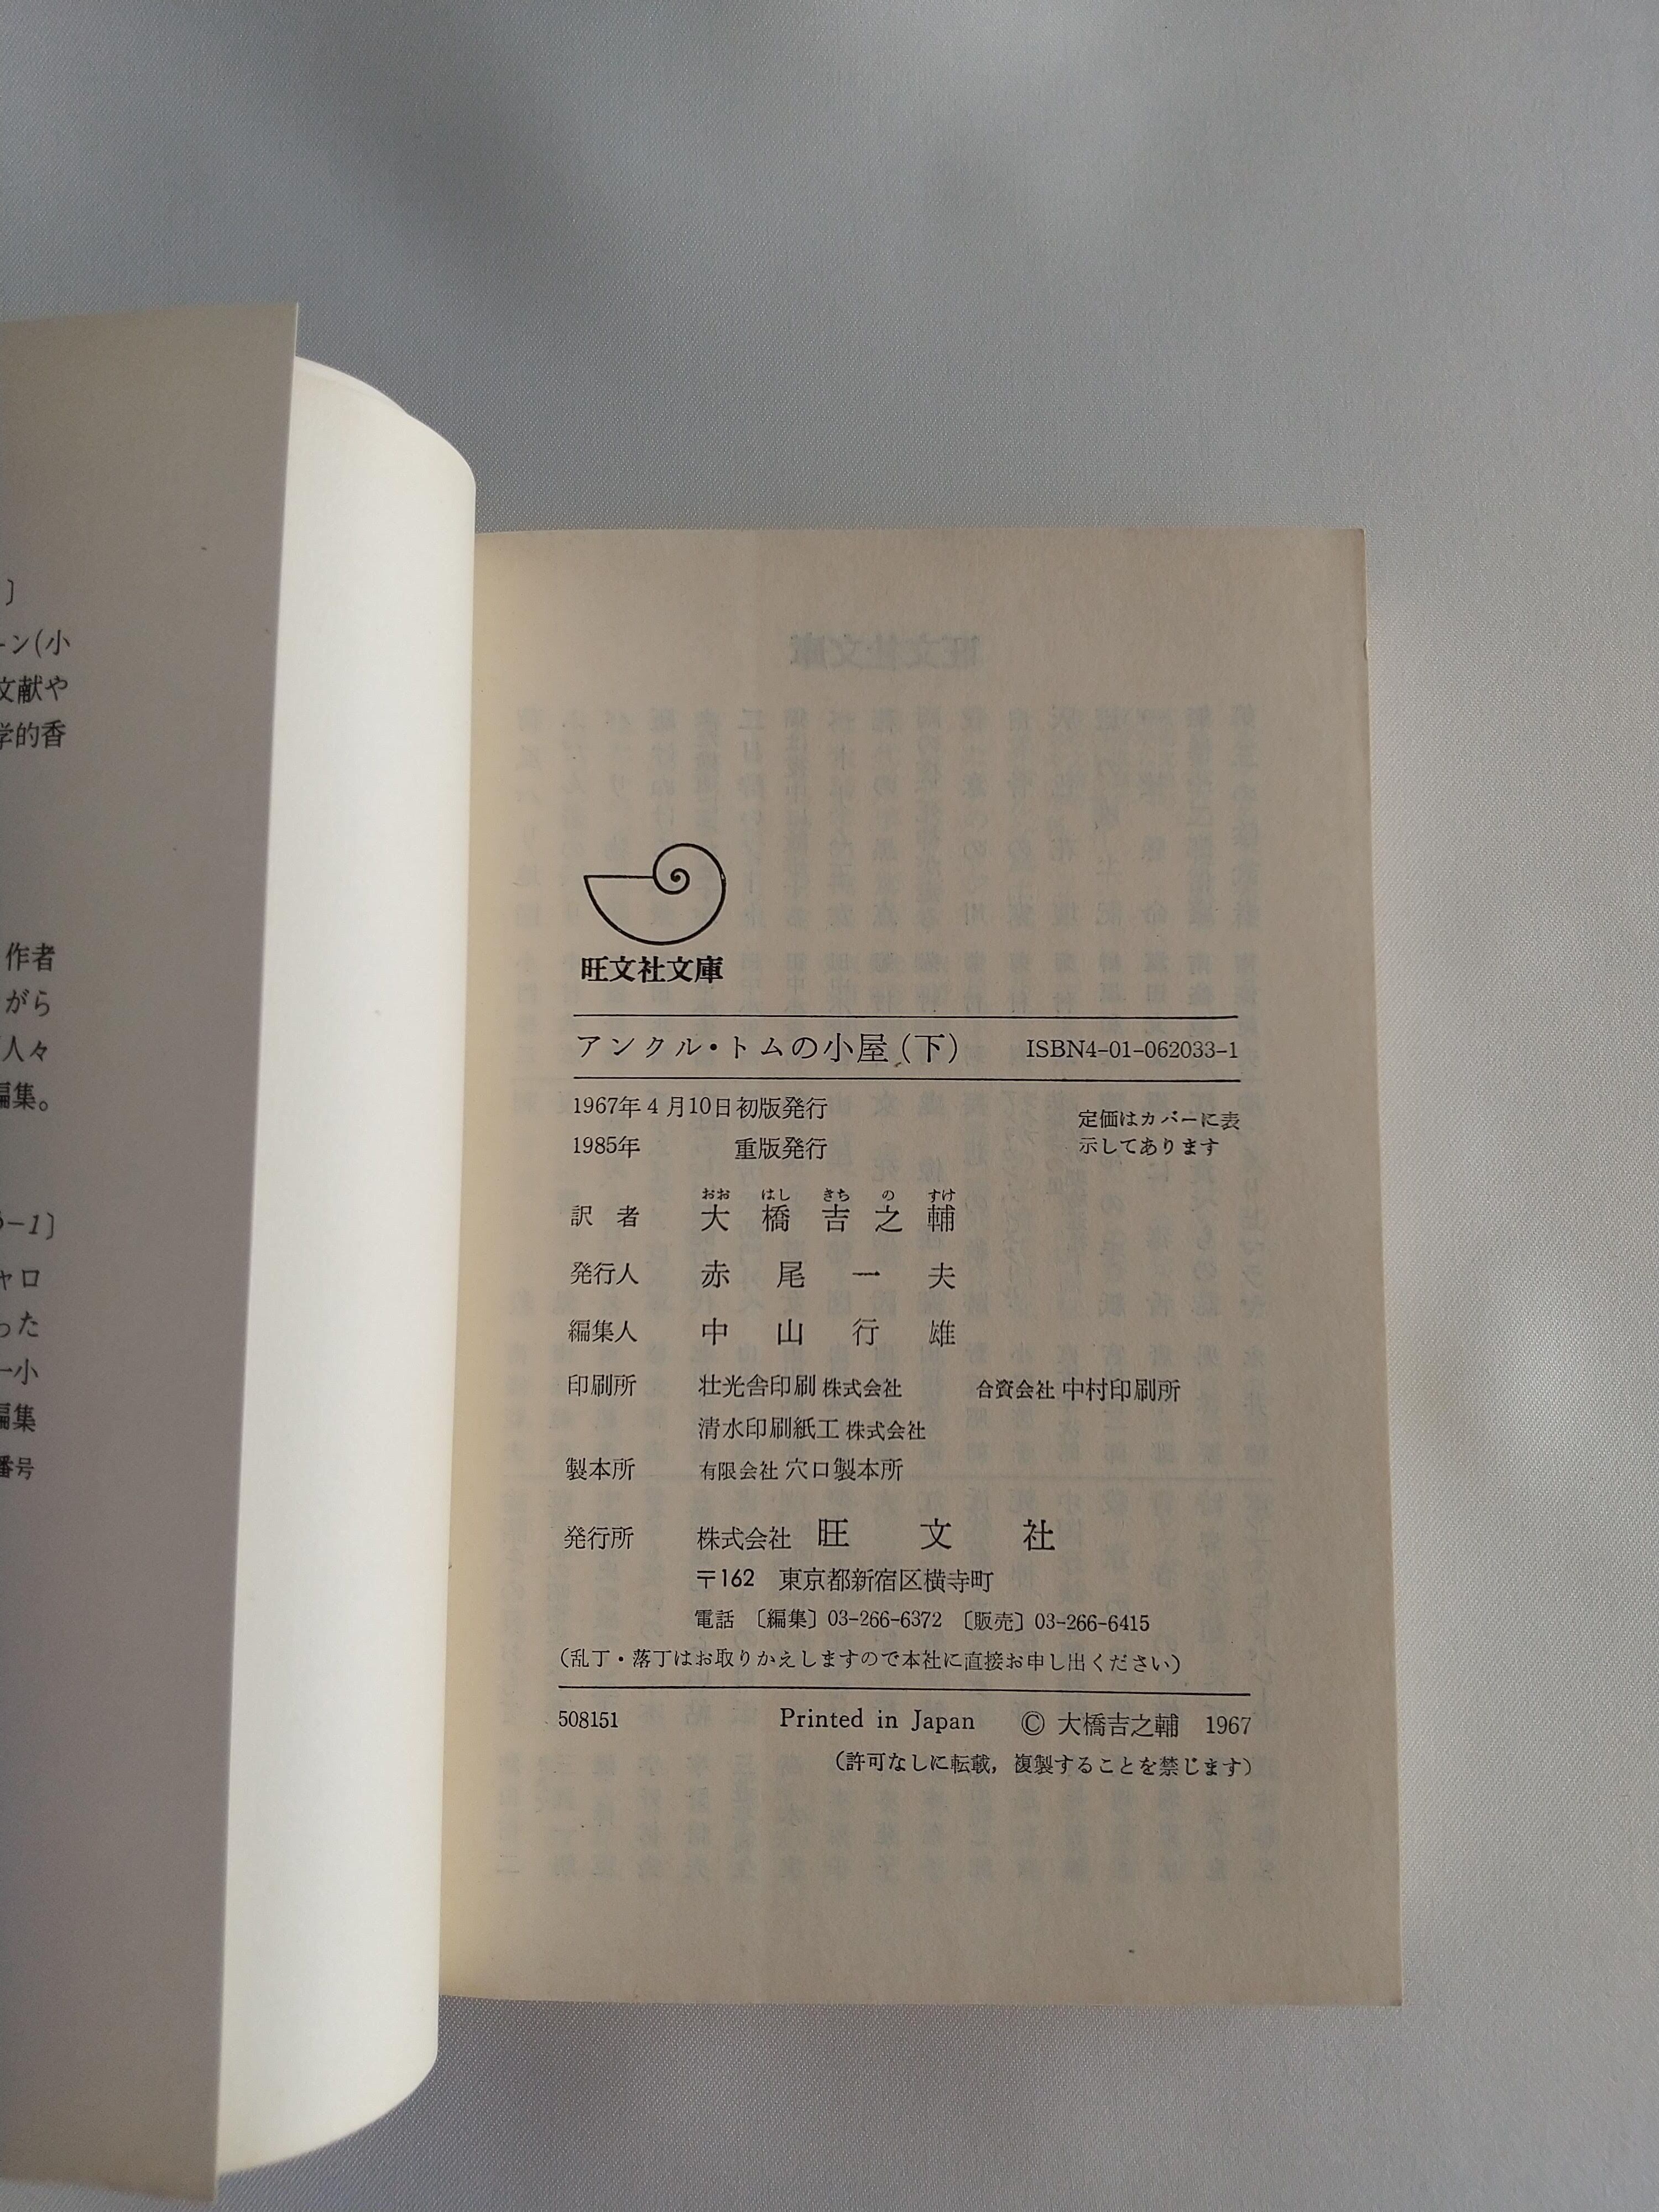 〕
ーン(小
文献や
学的香
作者
がら
人々
編集。
-1〕
ャロ
った
小
編集
番号
旺文社文庫
アンクル・トムの小屋(下) ISBN4-01-062033-1
1967年4月10日初版発行
1985年 重版発行
定価はカバーに表
示してあります
おお はし きち の すけ
訳者 大橋吉之輔
発行人 赤尾一夫
編集人 中山行雄
印刷所 壮光舎印刷株式会社 合資会社中村印刷所
清水印刷紙工株式会社
製本所 有限会社穴口製本所
発行所 株式会社 旺文社
〒162 東京都新宿区横寺町
電話〔編集〕03-266-6372〔販売〕03-266-6415
(乱丁・落丁はお取りかえしますので本社に直接お申し出ください)
508151 Printed in Japan © 大橋吉之輔 1967
(許可なしに転載,複製することを禁じます)